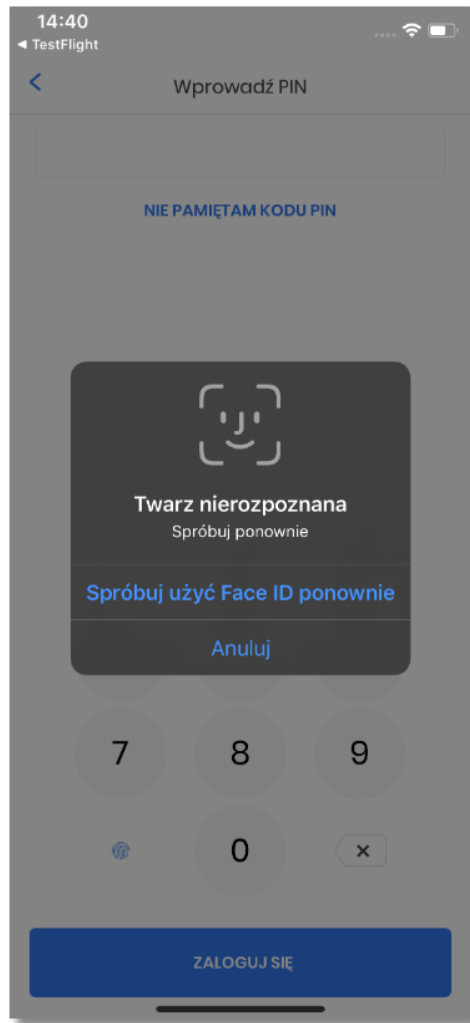 14:40
◀ TestFlight
Wprowadź PIN
NIE PAMIĘTAM KODU PIN
Twarz nierozpoznana
Spróbuj ponownie
Spróbuj użyć Face ID ponownie
Anuluj
7 8 9
0
ZALOGUJ SIĘ